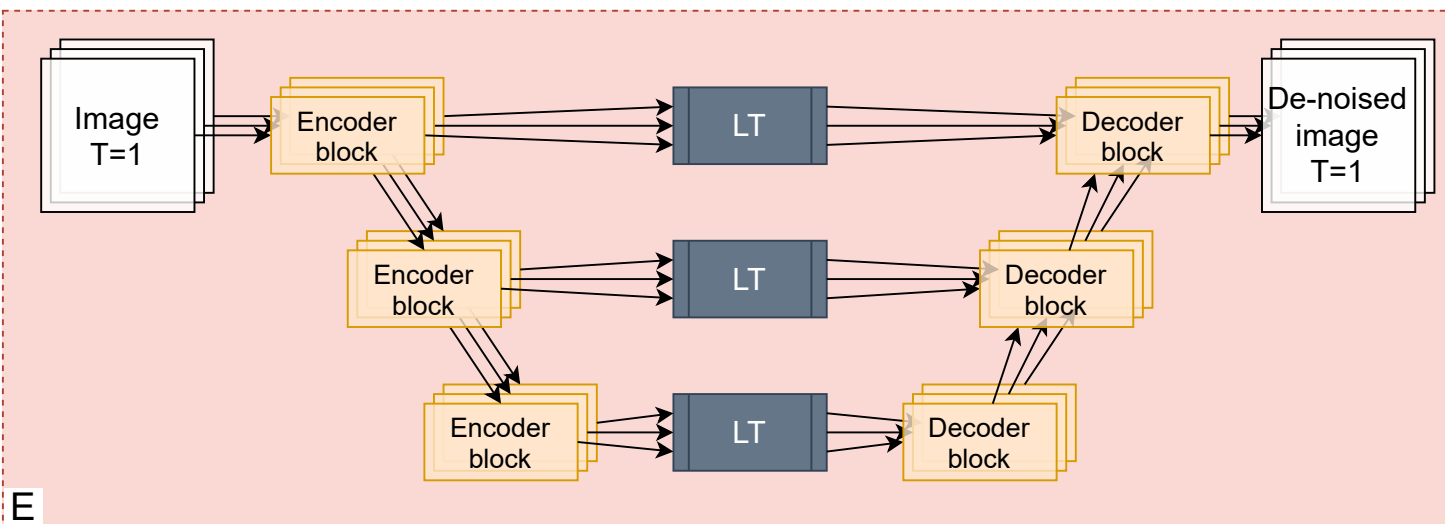 Image
T=1
Encoder
block
LT
Decoder
block
De-noised
image
T=1
Encoder
block
LT
Decoder
block
Encoder
block
LT
Decoder
block
E